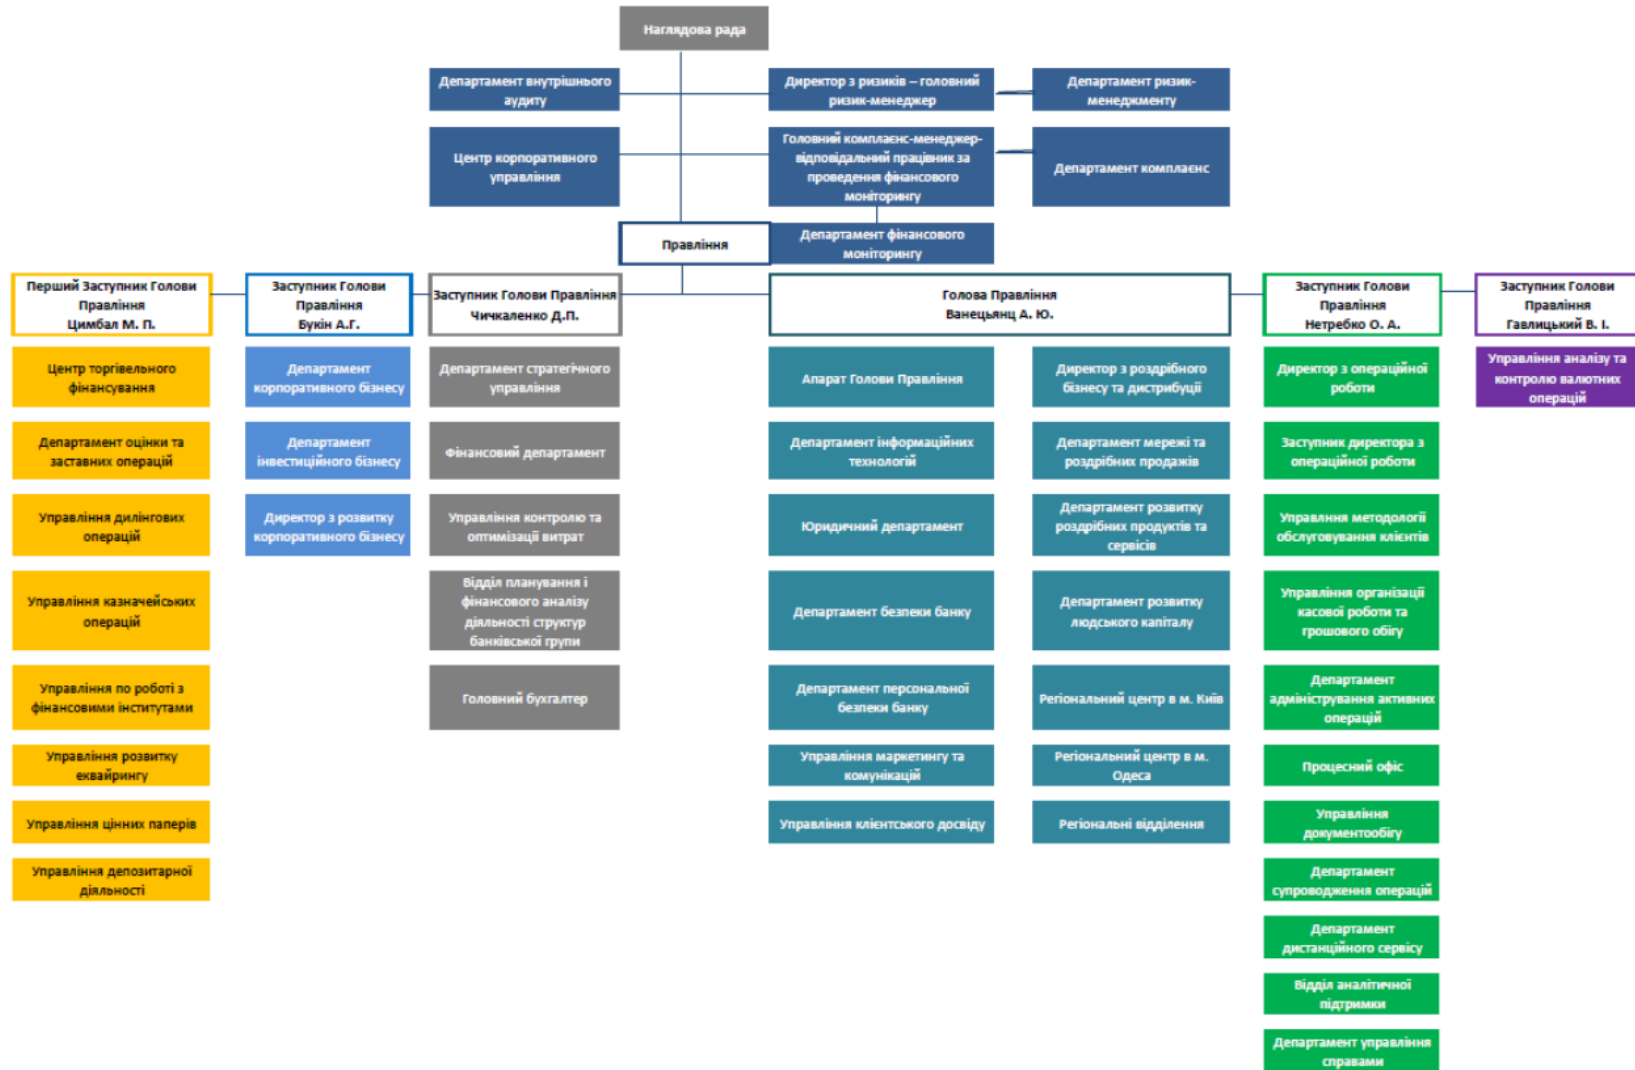 Наглядова рада
Департамент внутрішнього
аудиту
Директор з ризиків – головний
ризик-менеджер
Департамент ризик-
менеджменту
Центр корпоративного
управління
Головний комплаєнс-менеджер-
відповідальний працівник за
проведення фінансового
моніторингу
Департамент комплаєнс
Правління
Департамент фінансового
моніторингу
Перший Заступник Голови
Правління
Цимбал М. П.
Заступник Голови
Правління
Букін А.Г.
Заступник Голови Правління
Чичкаленко Д.П.
Голова Правління
Ванецьянц А. Ю.
Заступник Голови
Правління
Нетребко О. А.
Заступник Голови
Правління
Гавлицький В. І.
Центр торгівельного
фінансування
Департамент оцінки та
заставних операцій
Управління дилінгових
операцій
Управління казначейських
операцій
Управління по роботі з
фінансовими інститутами
Управління розвитку
еквайрингу
Управління цінних паперів
Управління депозитарної
діяльності
Департамент
корпоративного бізнесу
Департамент
інвестиційного бізнесу
Директор з розвитку
корпоративного бізнесу
Департамент стратегічного
управління
Фінансовий департамент
Управління контролю та
оптимізації витрат
Відділ планування і
фінансового аналізу
діяльності структур
банківської групи
Головний бухгалтер
Апарат Голови Правління
Департамент інформаційних
технологій
Юридичний департамент
Департамент безпеки банку
Департамент персональної
безпеки банку
Управління маркетингу та
комунікацій
Управління клієнтського досвіду
Директор з роздрібного
бізнесу та дистрибуції
Департамент мережі та
роздрібних продажів
Департамент розвитку
роздрібних продуктів та
сервісів
Департамент розвитку
людського капіталу
Регіональний центр в м. Київ
Регіональний центр в м.
Одеса
Регіональні відділення
Директор з операційної
роботи
Заступник директора з
операційної роботи
Управлння методології
обслуговування клієнтів
Управління організації
касової роботи та
грошового обігу
Департамент
адміністрування активних
операцій
Процесний офіс
Управління
документообігу
Департамент
супроводження операцій
Департамент
дистанційного сервісу
Відділ аналітичної
підтримки
Департамент управління
справами
Управління аналізу та
контролю валютних
операцій